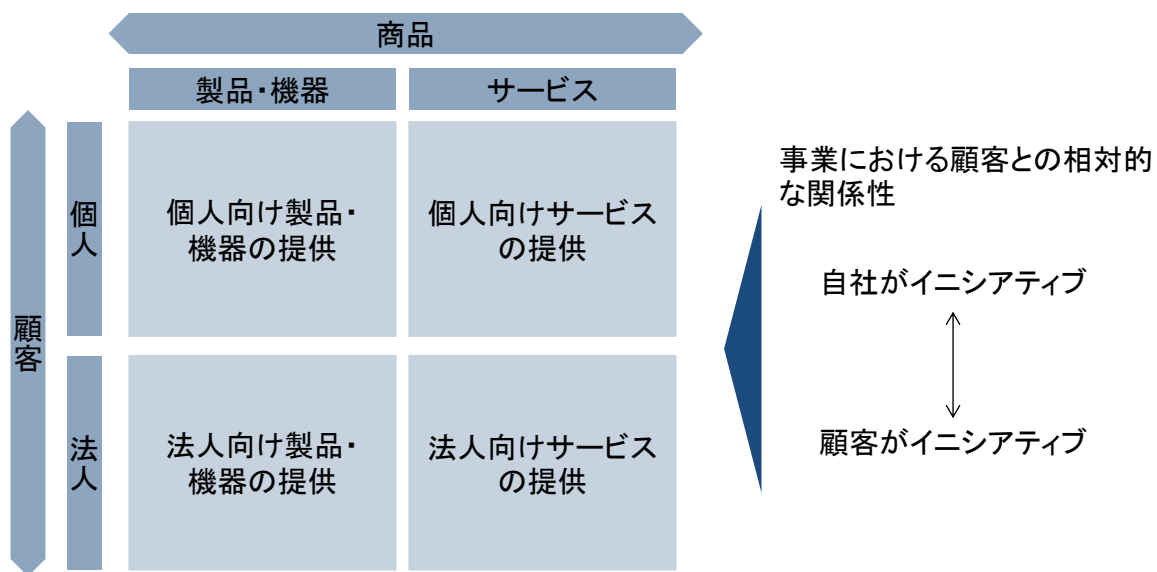 商品
製品・機器
サービス
顧客
個人
個人向け製品・
機器の提供
個人向けサービス
の提供
法人
法人向け製品・
機器の提供
法人向けサービス
の提供
事業における顧客との相対的
な関係性
自社がイニシアティブ
顧客がイニシアティブ